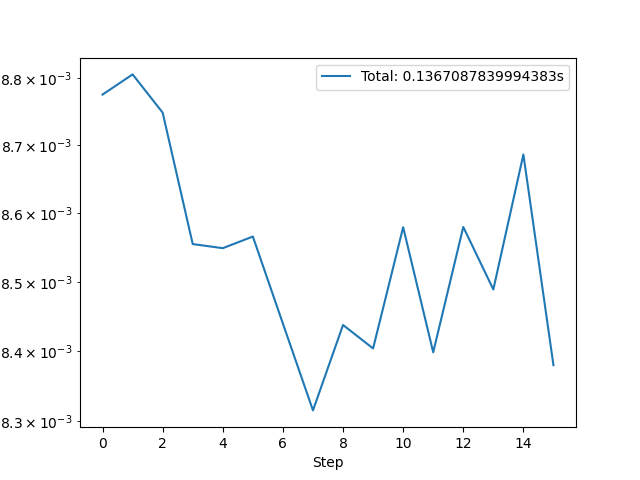 Total: 0.1367087839994383s
8.8 × 10⁻³
8.7 × 10⁻³
8.6 × 10⁻³
8.5 × 10⁻³
8.4 × 10⁻³
8.3 × 10⁻³
0 2 4 6 8 10 12 14
Step